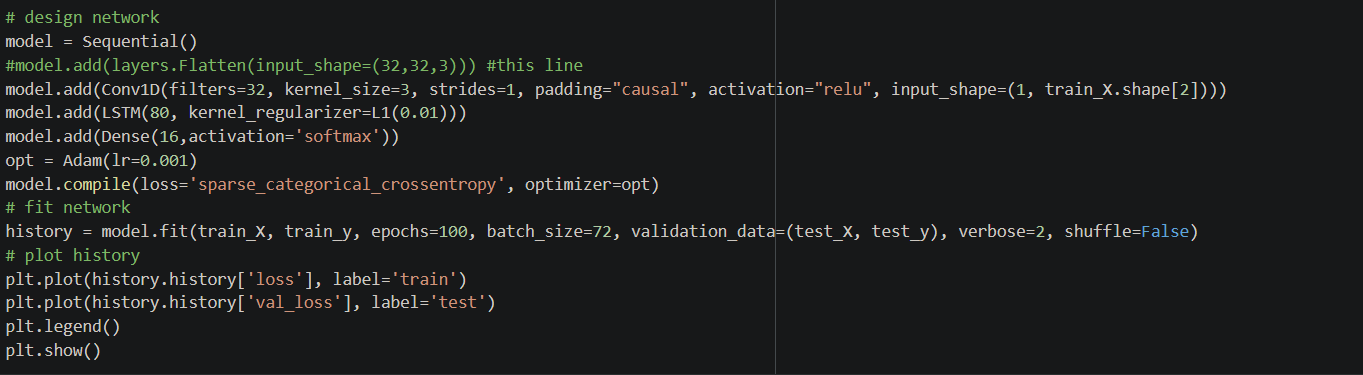 # design network
model = Sequential()
#model.add(layers.Flatten(input_shape=(32,32,3))) #this line
model.add(Conv1D(filters=32, kernel_size=3, strides=1, padding="causal", activation="relu", input_shape=(1, train_X.shape[2])))
model.add(LSTM(80, kernel_regularizer=L1(0.01)))
model.add(Dense(16,activation='softmax'))
opt = Adam(lr=0.001)
model.compile(loss='sparse_categorical_crossentropy', optimizer=opt)
# fit network
history = model.fit(train_X, train_y, epochs=100, batch_size=72, validation_data=(test_X, test_y), verbose=2, shuffle=False)
# plot history
plt.plot(history.history['loss'], label='train')
plt.plot(history.history['val_loss'], label='test')
plt.legend()
plt.show()